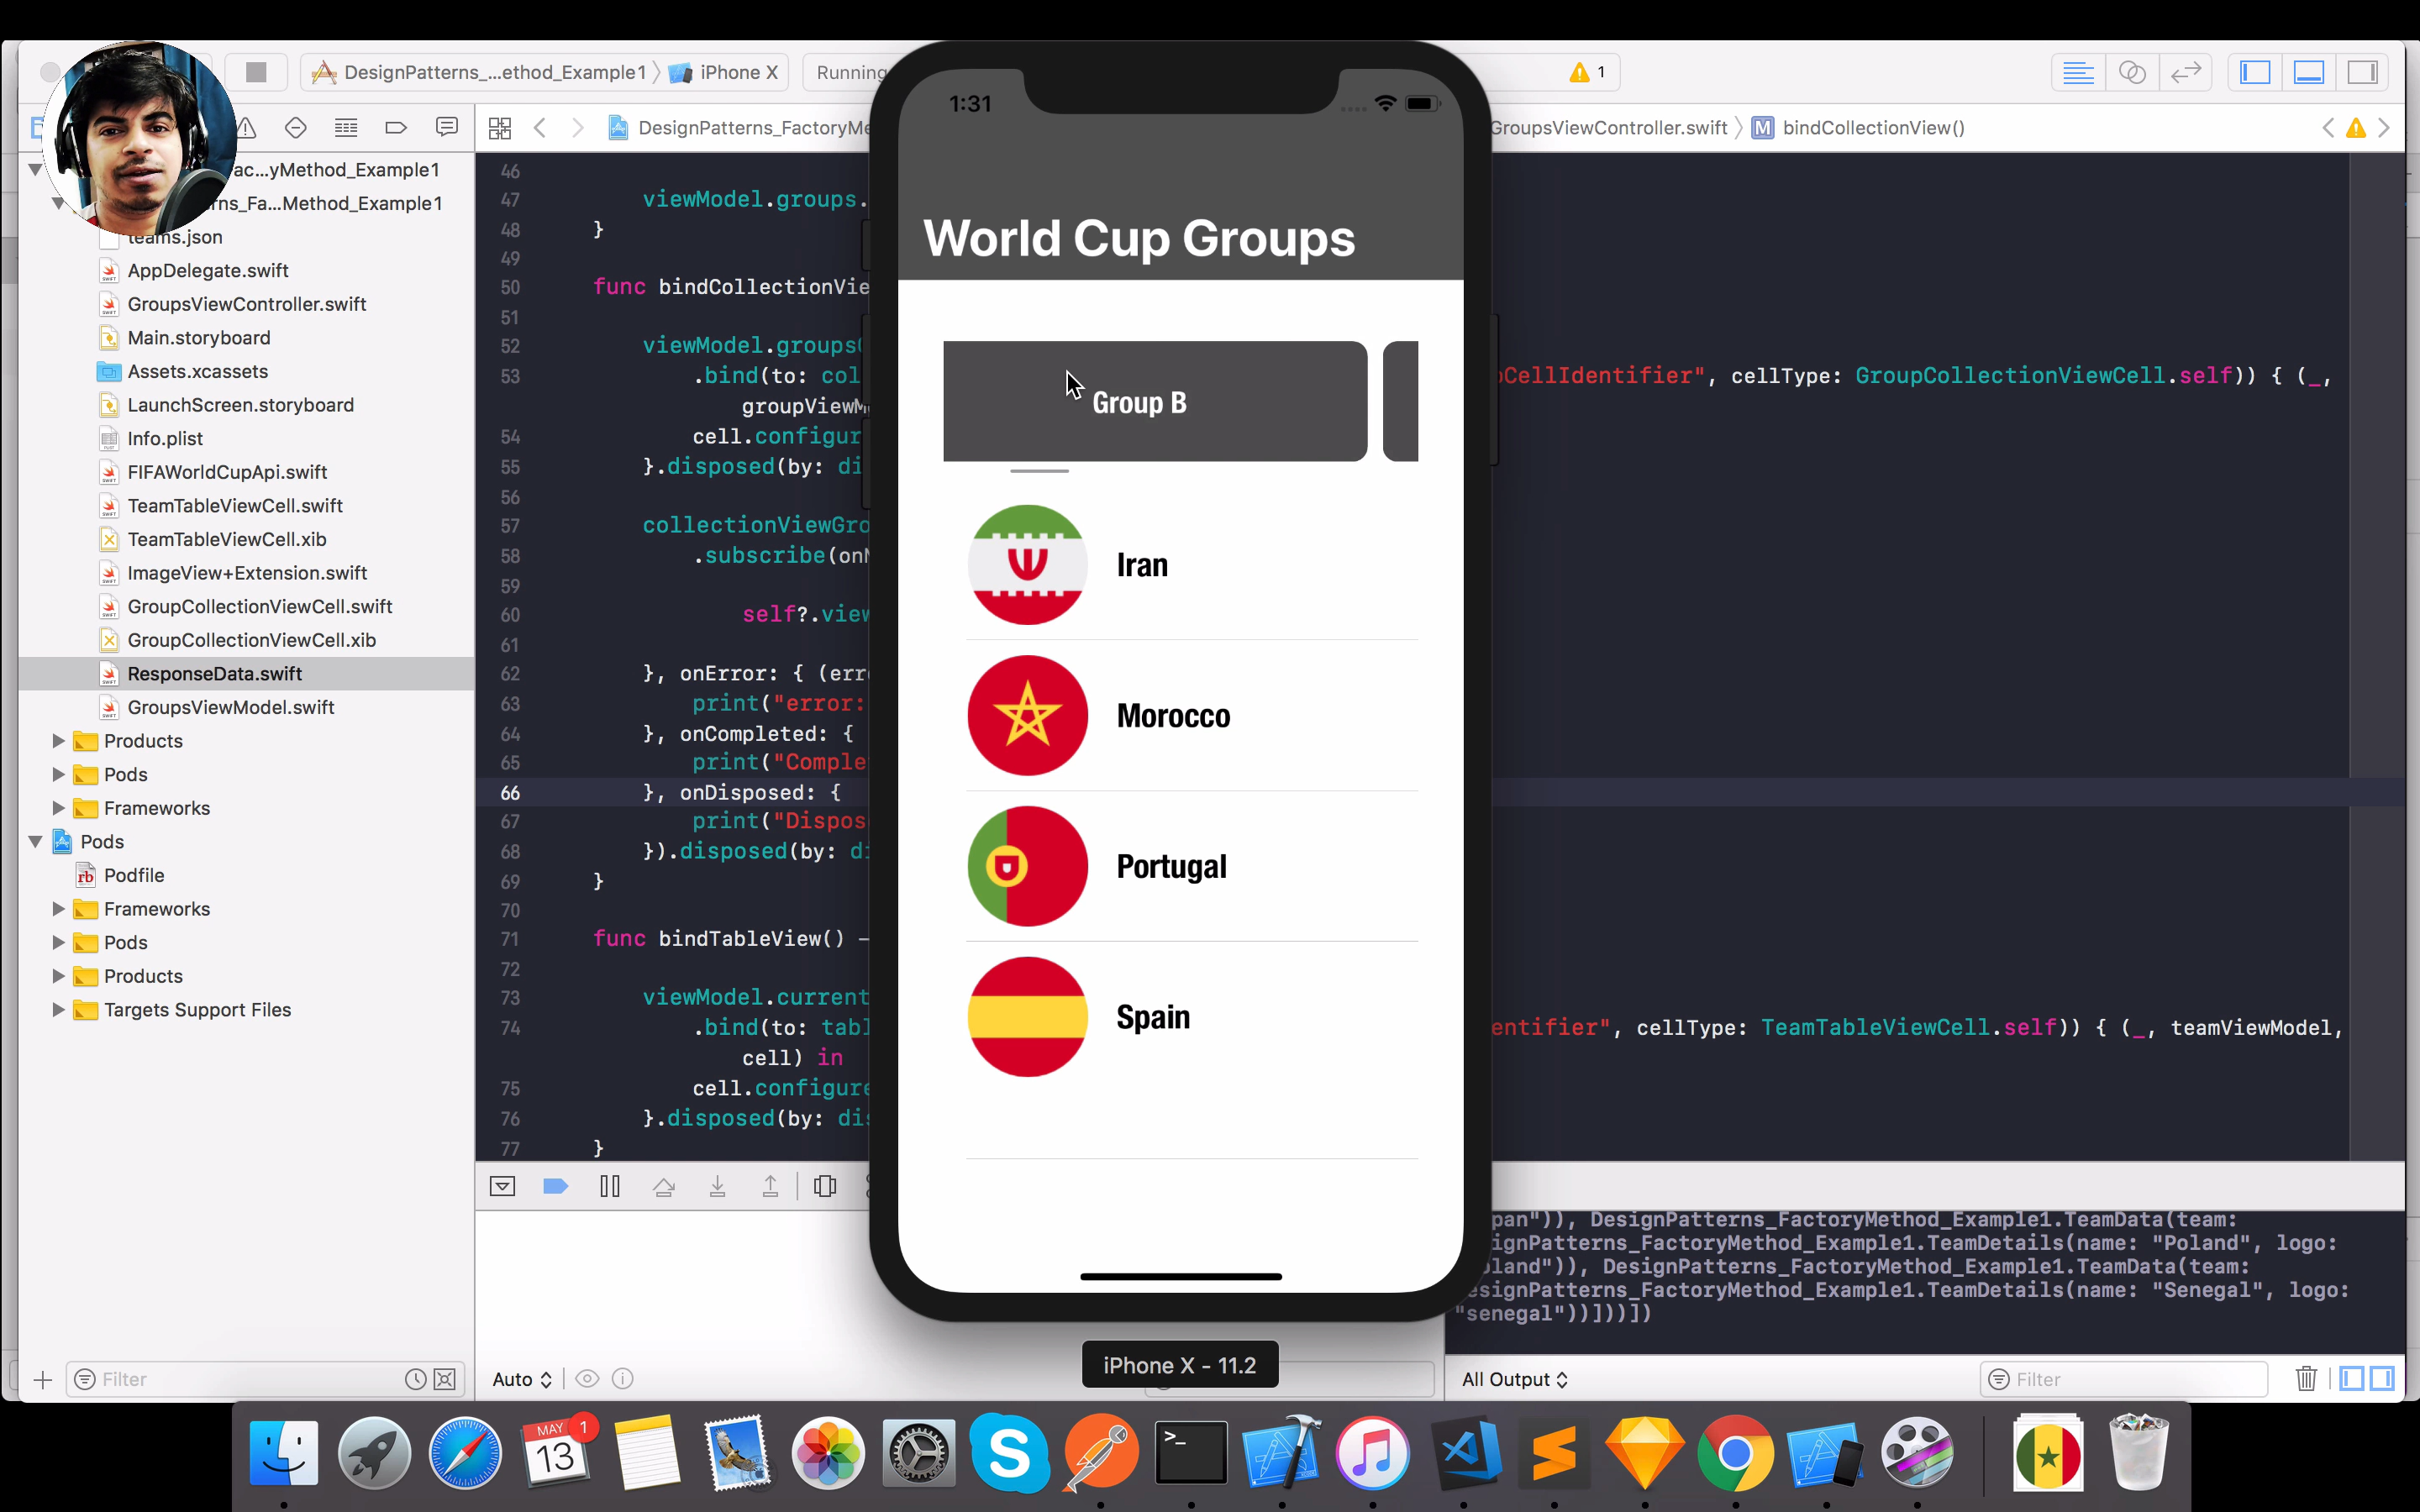 DesignPatterns_...ethod_Example1 〉 iPhone X
Running
1
DesignPatterns_FactoryMe
GroupsViewController.swift 〉 M bindCollectionView()
ac...yMethod_Example1
rns_Fa...Method_Example1
teams.json
AppDelegate.swift
GroupsViewController.swift
Main.storyboard
Assets.xcassets
LaunchScreen.storyboard
Info.plist
FIFAWorldCupApi.swift
TeamTableViewCell.swift
TeamTableViewCell.xib
ImageView+Extension.swift
GroupCollectionViewCell.swift
GroupCollectionViewCell.xib
ResponseData.swift
GroupsViewModel.swift
Products
Pods
Frameworks
Pods
rb Podfile
Frameworks
Pods
Products
Targets Support Files
Filter
46
47 viewModel.groups.
48 }
49
50 func bindCollectionVie
51
52 viewModel.groups
53 .bind(to: col
groupViewM
54 cell.configur
55 }.disposed(by: di
56
57 collectionViewGro
58 .subscribe(on
59
60 self?.view
61
62 }, onError: { (err
63 print("error:
64 }, onCompleted: {
65 print("Comple
66 }, onDisposed: {
67 print("Dispos
68 }).disposed(by: di
69 }
70
71 func bindTableView() -
72
73 viewModel.current
74 .bind(to: tabl
cell) in
75 cell.configure
76 }.disposed(by: dis
77 }
pCellIdentifier", cellType: GroupCollectionViewCell.self)) { (_,
entifier", cellType: TeamTableViewCell.self)) { (_, teamViewModel,
1:31
World Cup Groups
Group B
Iran
Morocco
Portugal
Spain
iPhone X - 11.2
pan")), DesignPatterns_FactoryMethod_Example1.TeamData(team:
signPatterns_FactoryMethod_Example1.TeamDetails(name: "Poland", logo:
oland")), DesignPatterns_FactoryMethod_Example1.TeamData(team:
esignPatterns_FactoryMethod_Example1.TeamDetails(name: "Senegal", logo:
"senegal"))]))])
Auto
All Output
Filter
MAY
13
1
S
>_